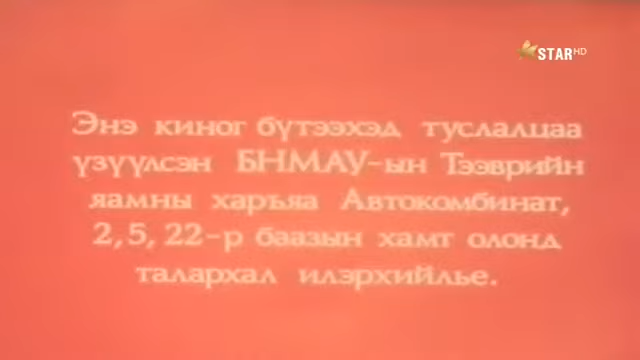 STAR HD
Энэ киног бүтээхэд туслалцаа
үзүүлсэн БНМАУ-ын Тээврийн
яамны харъяа Автокомбинат,
2, 5, 22-р баазын хамт олонд
талархал илэрхийлье.